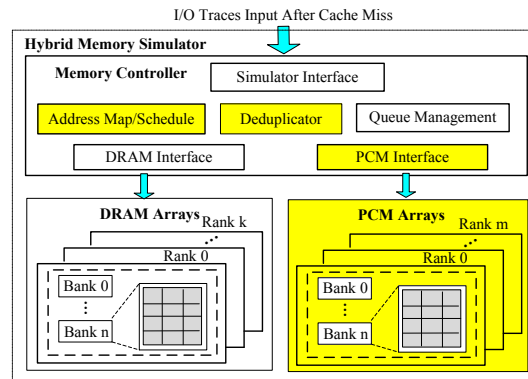 I/O Traces Input After Cache Miss
Hybrid Memory Simulator
Memory Controller
Simulator Interface
Address Map/Schedule
Deduplicator
Queue Management
DRAM Interface
PCM Interface
DRAM Arrays
Rank k
...
Rank 0
Bank 0
...
Bank n
PCM Arrays
Rank m
...
Rank 0
Bank 0
...
Bank n